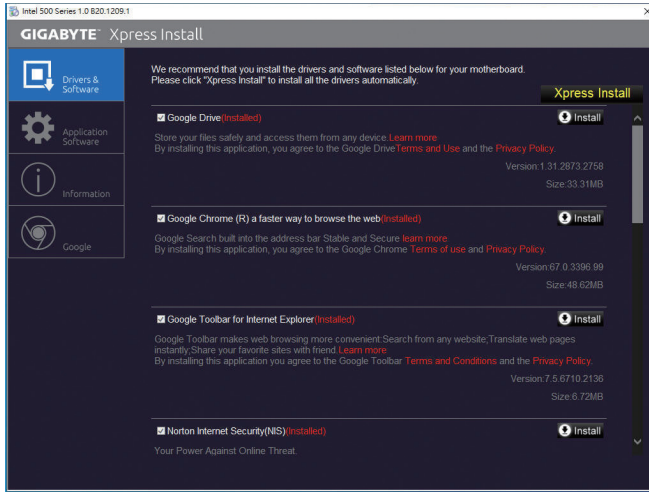 Intel 500 Series 1.0 B20.1209.1
GIGABYTE™ Xpress Install
Drivers &
Software
Application
Software
Information
Google
We recommend that you install the drivers and software listed below for your motherboard.
Please click "Xpress Install" to install all the drivers automatically.
Xpress Install
Google Drive(Installed)
Install
Store your files safely and access them from any device.Learn more
By installing this application, you agree to the Google DriveTerms and Use and the Privacy Policy.
Version:1.31.2873.2758
Size:33.31MB
Google Chrome (R) a faster way to browse the web(Installed)
Install
Google Search built into the address bar Stable and Secure learn more
By installing this application, you agree to the Google Chrome Terms of use and Privacy Policy.
Version:67.0.3396.99
Size:48.62MB
Google Toolbar for Internet Explorer(Installed)
Install
Google Toolbar makes web browsing more convenient:Search from any website;Translate web pages
instantly;Share your favorite sites with friend.Learn more
By installing this application you agree to the Google Toolbar Terms and Conditions and the Privacy Policy.
Version:7.5.6710.2136
Size:6.72MB
Norton Internet Security(NIS)(Installed)
Install
Your Power Against Online Threat.